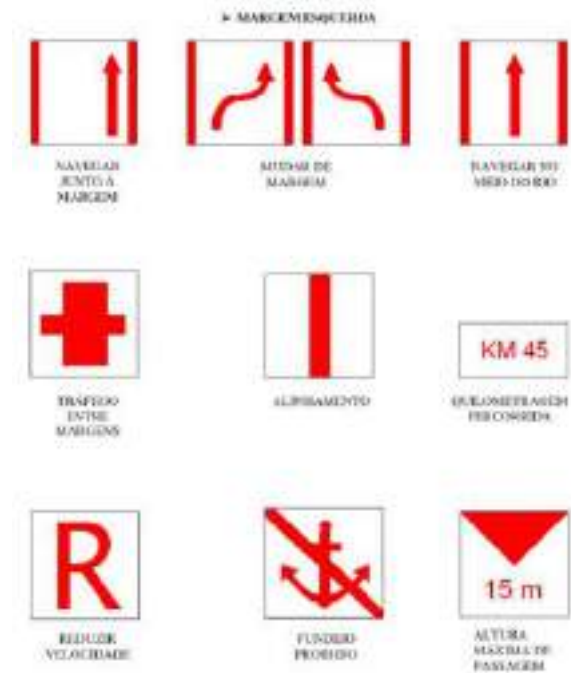 ➢ MARGEM ESQUERDA
NAVEGAR
JUNTO A
MARGEM
MUDAR DE
MARGEM
NAVEGAR NO
MEIO DO RIO
TRÁFEGO
ENTRE
MARGENS
ALINHAMENTO
KM 45
QUILOMETRAGEM
PERCORRIDA
R
REDUZIR
VELOCIDADE
FUNDEIO
PROIBIDO
15 m
ALTURA
MÁXIMA DE
PASSAGEM